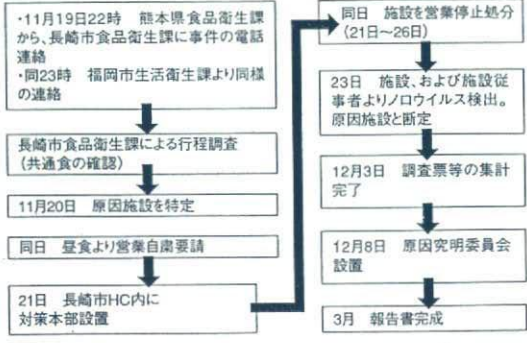 ・11月19日22時　熊本県食品衛生課
から、長崎市食品衛生課に事件の電話
連絡
・同23時　福岡市生活衛生課より同様
の連絡
長崎市食品衛生課による行程調査
（共通食の確認）
11月20日　原因施設を特定
同日　昼食より営業自粛要請
21日　長崎市HC内に
対策本部設置
同日　施設を営業停止処分
（21日～26日）
23日　施設、および施設従
事者よりノロウイルス検出。
原因施設と断定
12月3日　調査票等の集計
完了
12月8日　原因究明委員会
設置
3月　報告書完成